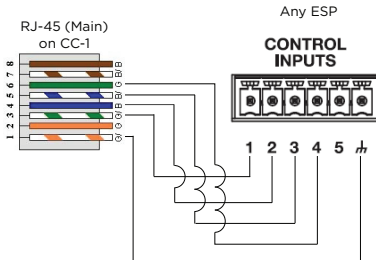 RJ-45 (Main)
on CC-1
Any ESP
CONTROL
INPUTS
8
7
6
5
4
3
2
1
1 2 3 4 5